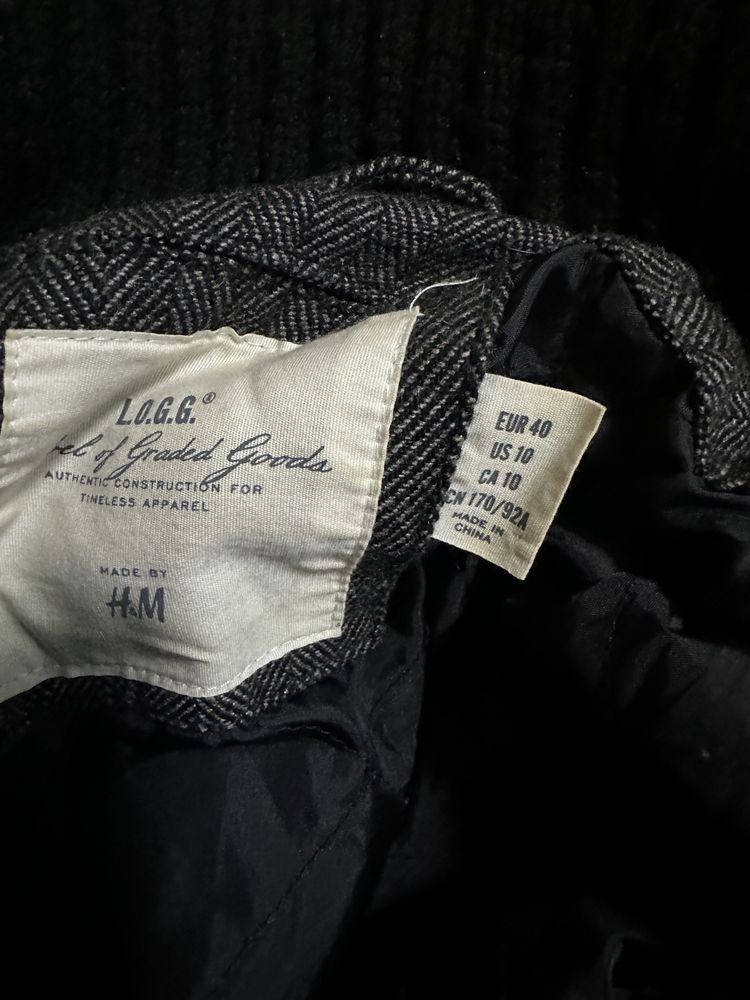 L.O.G.G.®
of Graded Goods
AUTHENTIC CONSTRUCTION FOR
TIMELESS APPAREL
MADE BY
H&M
EUR 40
US 10
CA 10
CN 170/92A
MADE IN
CHINA